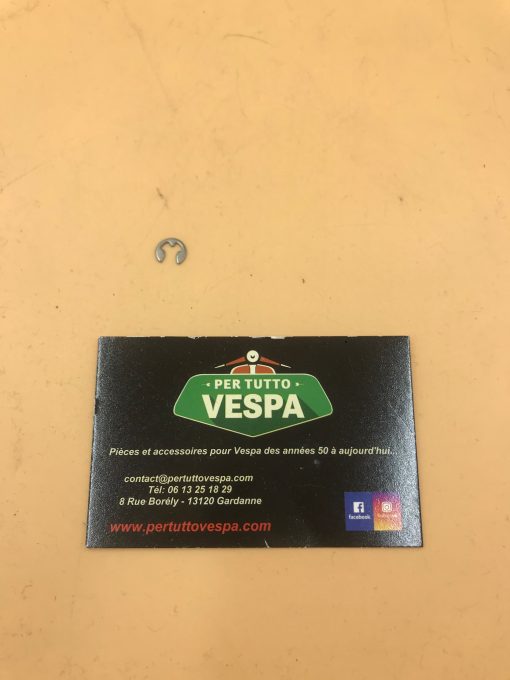 PER TUTTO
VESPA
Pièces et accessoires pour Vespa des années 50 à aujourd'hui...
contact@pertuttovespa.com
Tél: 06 13 25 18 29
8 Rue Borély - 13120 Gardanne
www.pertuttovespa.com
facebook
Instagram